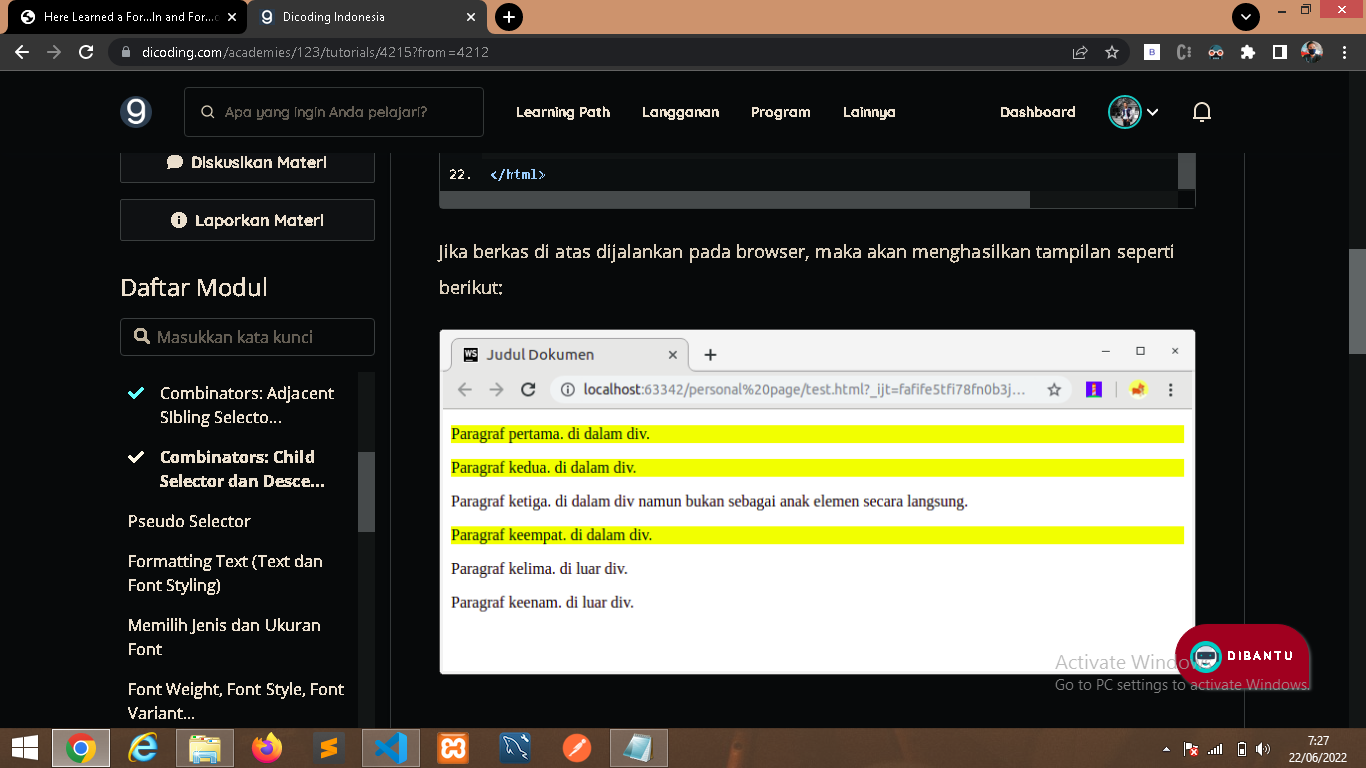 Here Learned a For...In and For...
Dicoding Indonesia
dicoding.com/academies/123/tutorials/4215?from=4212
B
C
g
Apa yang ingin Anda pelajari?
Learning Path
Langganan
Program
Lainnya
Dashboard
Diskusikan Materi
Laporkan Materi
Daftar Modul
Masukkan kata kunci
Combinators: Adjacent
SIbling Selecto...
Combinators: Child
Selector dan Desce...
Pseudo Selector
Formatting Text (Text dan
Font Styling)
Memilih Jenis dan Ukuran
Font
Font Weight, Font Style, Font
Variant...
22. </html>
Jika berkas di atas dijalankan pada browser, maka akan menghasilkan tampilan seperti
berikut:
WS Judul Dokumen
localhost:63342/personal%20page/test.html?_ijt=fafife5tfi78fn0b3j...
Paragraf pertama. di dalam div.
Paragraf kedua. di dalam div.
Paragraf ketiga. di dalam div namun bukan sebagai anak elemen secara langsung.
Paragraf keempat. di dalam div.
Paragraf kelima. di luar div.
Paragraf keenam. di luar div.
DIBANTU
Activate Windows
Go to PC settings to activate Windows.
7:27
22/06/2022